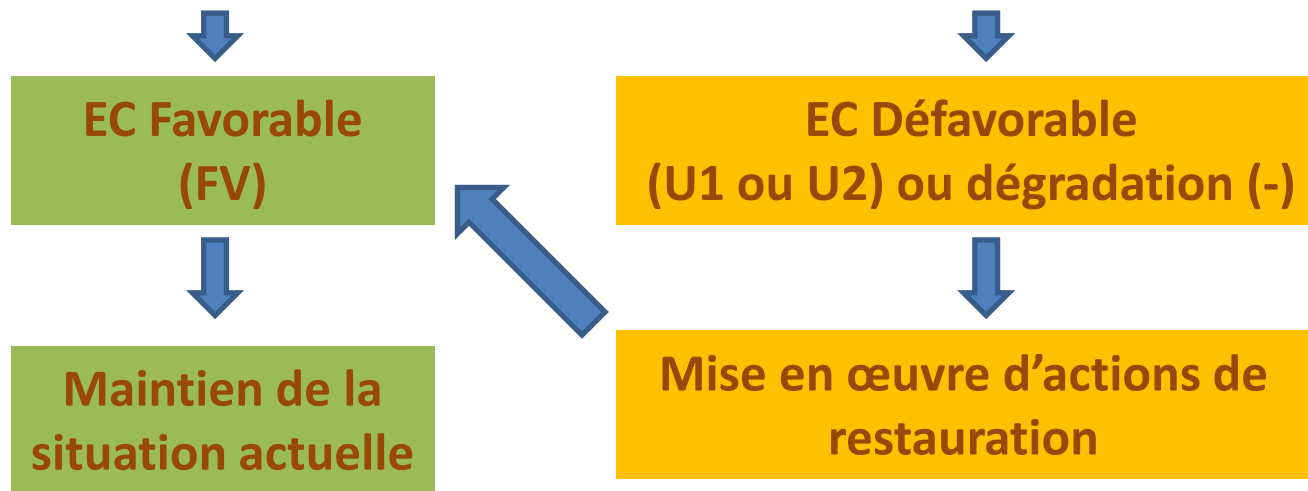 EC Favorable
(FV)
EC Défavorable
(U1 ou U2) ou dégradation (-)
Maintien de la
situation actuelle
Mise en œuvre d’actions de
restauration